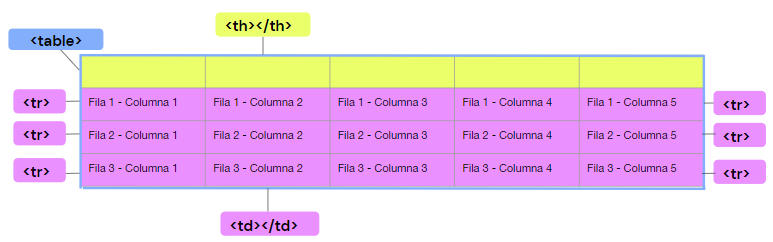 <th></th>
<table>
<tr> Fila 1 - Columna 1 Fila 1 - Columna 2 Fila 1 - Columna 3 Fila 1 - Columna 4 Fila 1 - Columna 5 <tr>
<tr> Fila 2 - Columna 1 Fila 2 - Columna 2 Fila 2 - Columna 3 Fila 2 - Columna 4 Fila 2 - Columna 5 <tr>
<tr> Fila 3 - Columna 1 Fila 3 - Columna 2 Fila 3 - Columna 3 Fila 3 - Columna 4 Fila 3 - Columna 5 <tr>
<td></td>